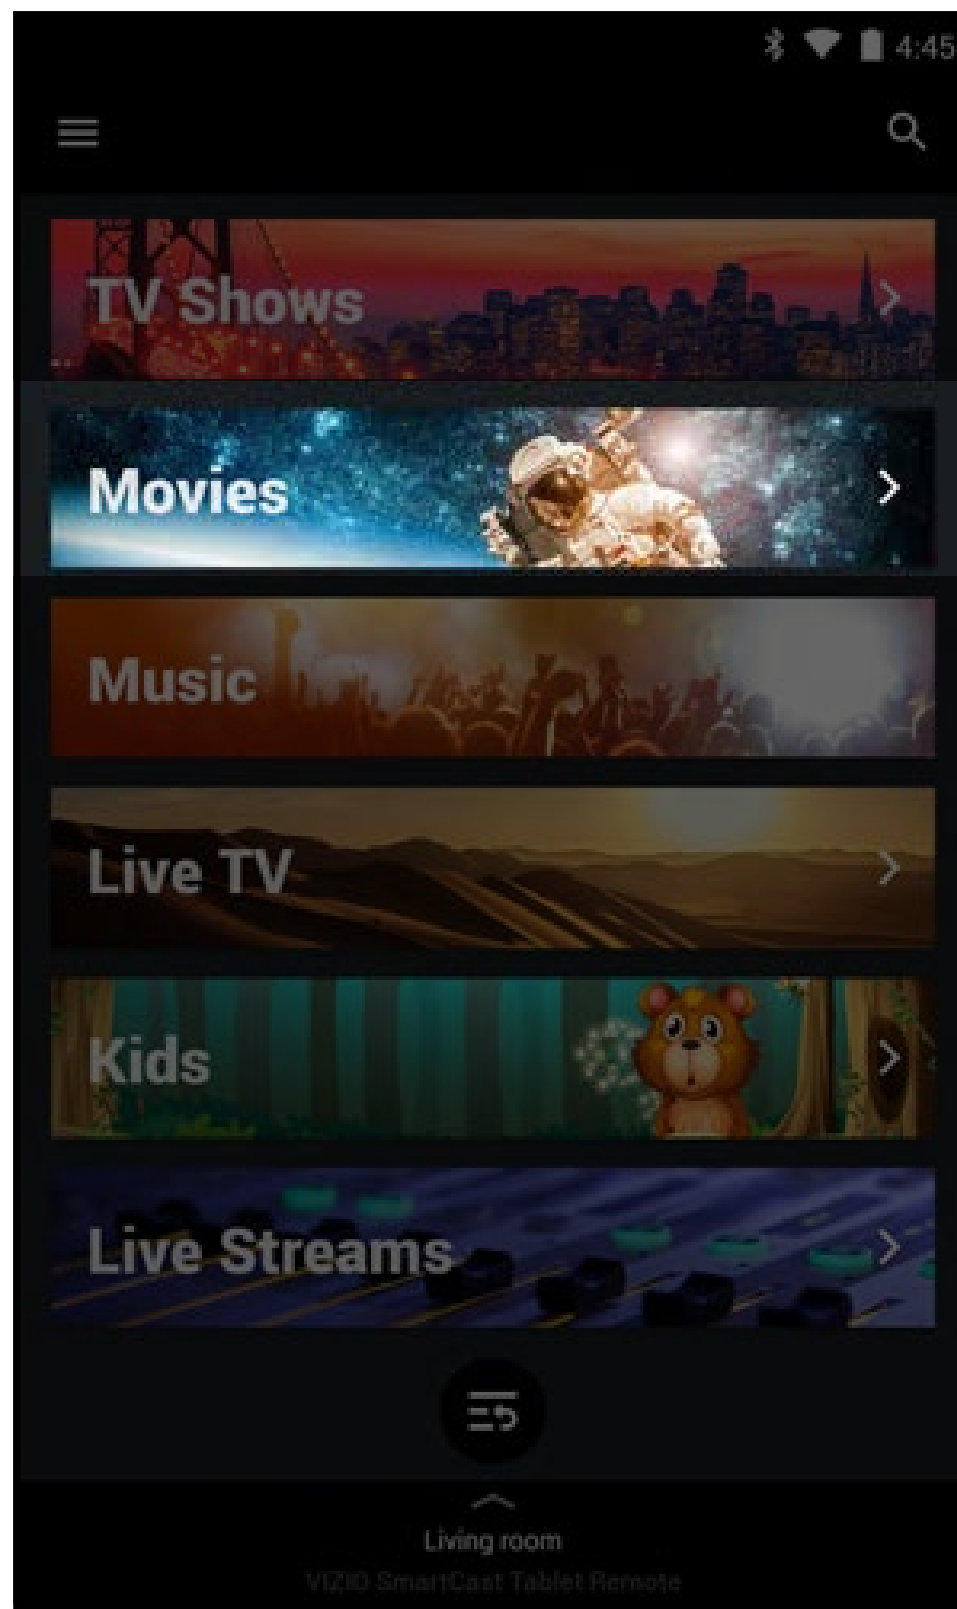 4:45
TV Shows
Movies
Music
Live TV
Kids
Live Streams
Living room
VIZIO SmartCast Tablet Remote